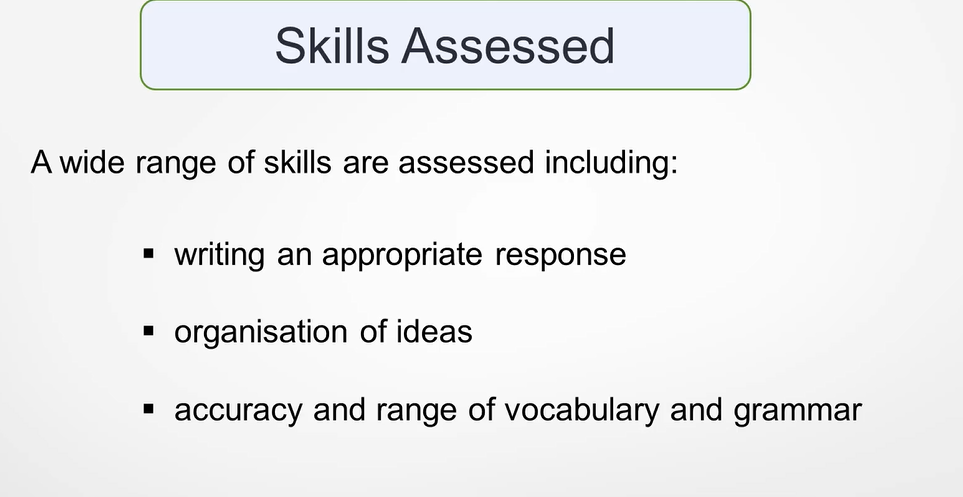 Skills Assessed
A wide range of skills are assessed including:
▪ writing an appropriate response
▪ organisation of ideas
▪ accuracy and range of vocabulary and grammar